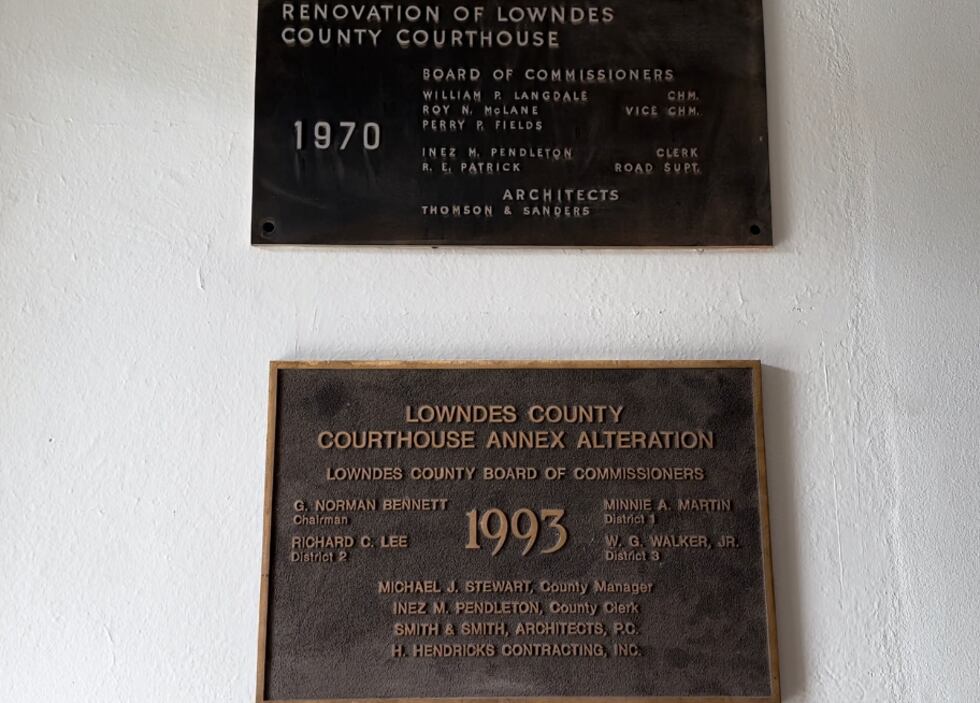 RENOVATION OF LOWNDES
COUNTY COURTHOUSE
BOARD OF COMMISSIONERS
WILLIAM P. LANGDALE CHM.
ROY N. McLANE VICE CHM.
PERRY P. FIELDS
1970
INEZ M. PENDLETON CLERK
R. E. PATRICK ROAD SUPT.
ARCHITECTS
THOMSON & SANDERS
LOWNDES COUNTY
COURTHOUSE ANNEX ALTERATION
LOWNDES COUNTY BOARD OF COMMISSIONERS
G. NORMAN BENNETT
Chairman
RICHARD C. LEE
District 2
1993
MINNIE A. MARTIN
District 1
W. G. WALKER, JR.
District 3
MICHAEL J. STEWART, County Manager
INEZ M. PENDLETON, County Clerk
SMITH & SMITH, ARCHITECTS, P.C.
H. HENDRICKS CONTRACTING, INC.